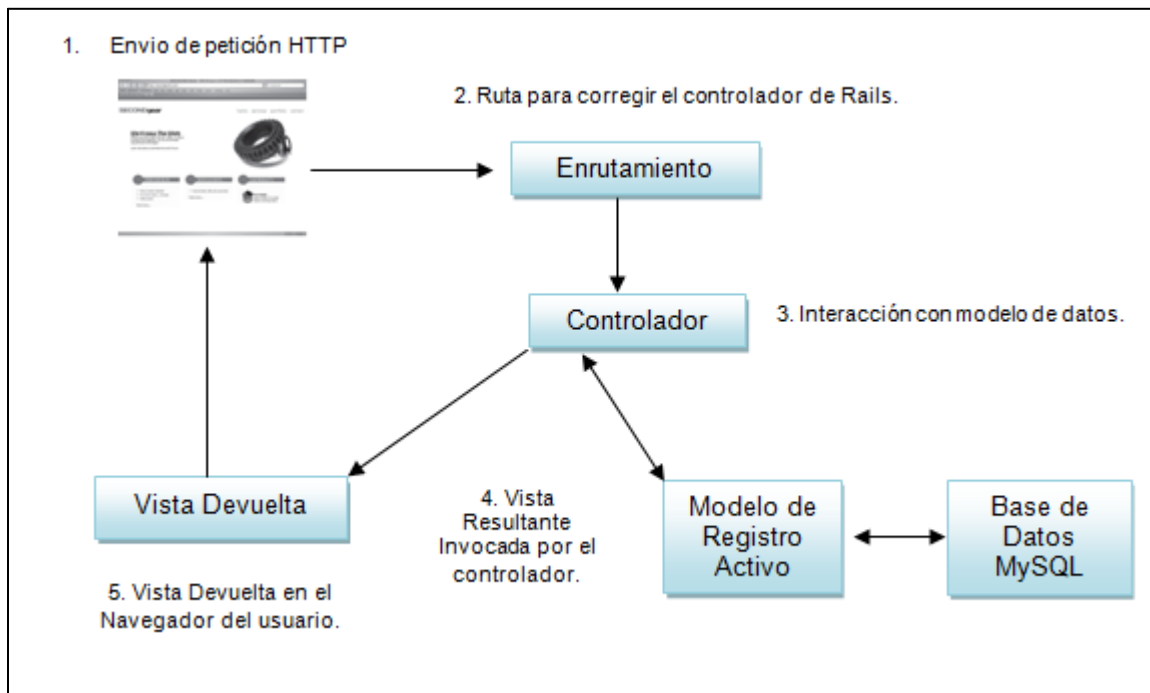 1. Envio de petición HTTP
2. Ruta para corregir el controlador de Rails.
Enrutamiento
Controlador
3. Interacción con modelo de datos.
Vista Devuelta
4. Vista
Resultante
Invocada por el
controlador.
Modelo de
Registro
Activo
Base de
Datos
MySQL
5. Vista Devuelta en el
Navegador del usuario.